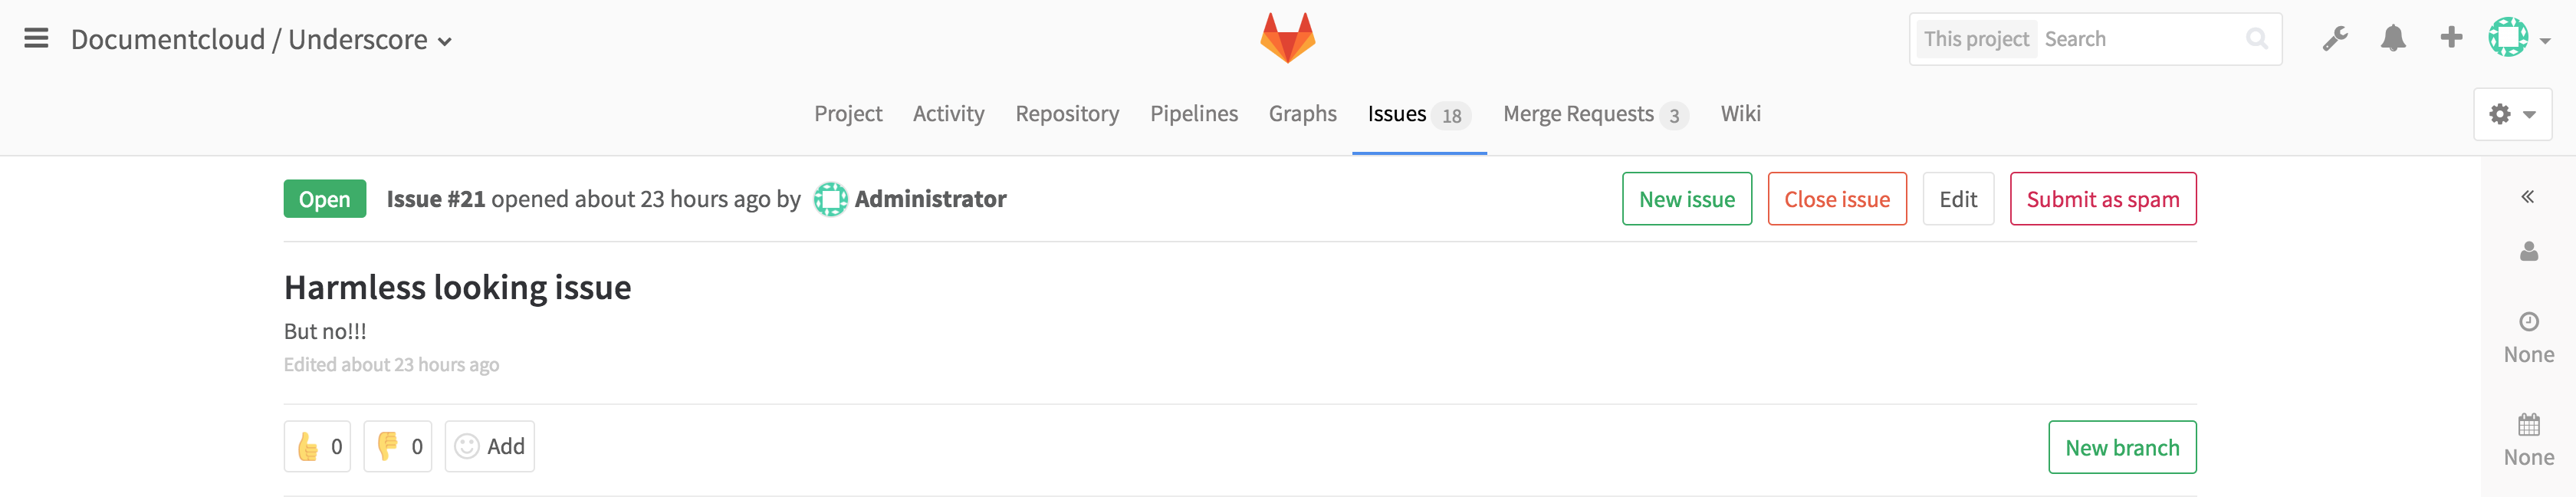 Documentcloud / Underscore
This project Search
Project Activity Repository Pipelines Graphs Issues 18 Merge Requests 3 Wiki
Open Issue #21 opened about 23 hours ago by Administrator New issue Close issue Edit Submit as spam
Harmless looking issue
But no!!!
Edited about 23 hours ago
None
0 0 Add New branch
None